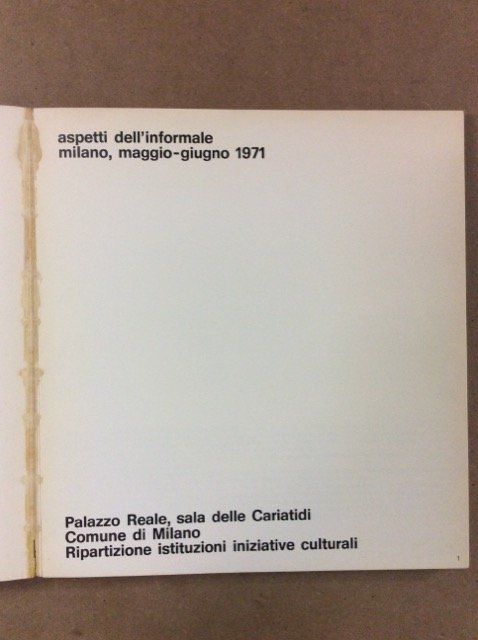 aspetti dell'informale
milano, maggio-giugno 1971
Palazzo Reale, sala delle Cariatidi
Comune di Milano
Ripartizione istituzioni iniziative culturali
1